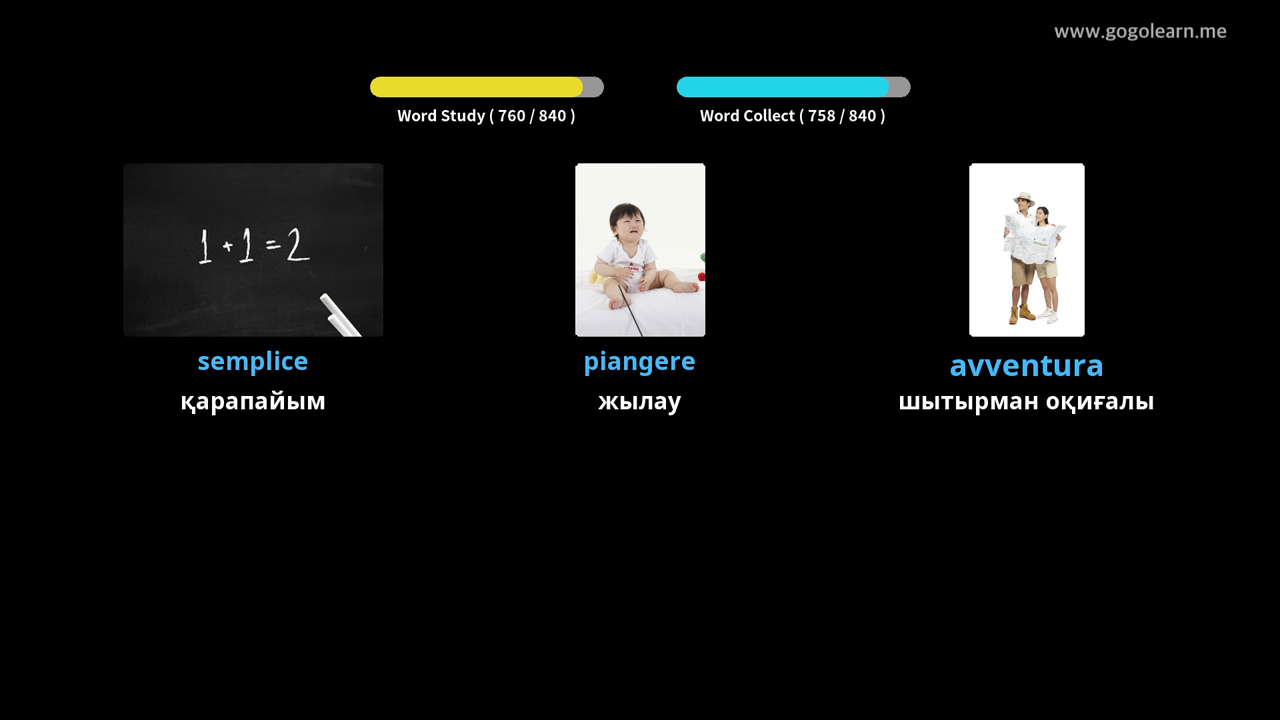 www.gogolearn.me
Word Study ( 760 / 840 )
Word Collect ( 758 / 840 )
1 + 1 = 2
semplice
piangere
avventura
қарапайым
жылау
шытырман оқиғалы